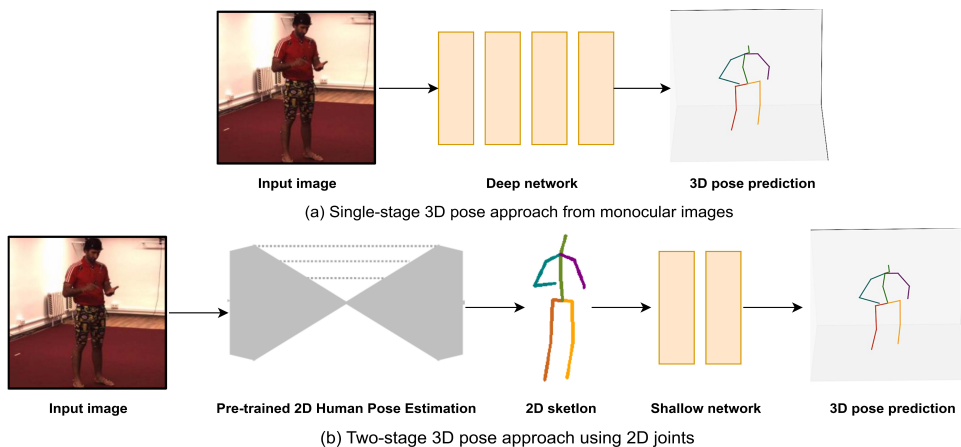 Input image
Deep network
3D pose prediction
(a) Single-stage 3D pose approach from monocular images
Input image
Pre-trained 2D Human Pose Estimation
2D sketlon
Shallow network
3D pose prediction
(b) Two-stage 3D pose approach using 2D joints